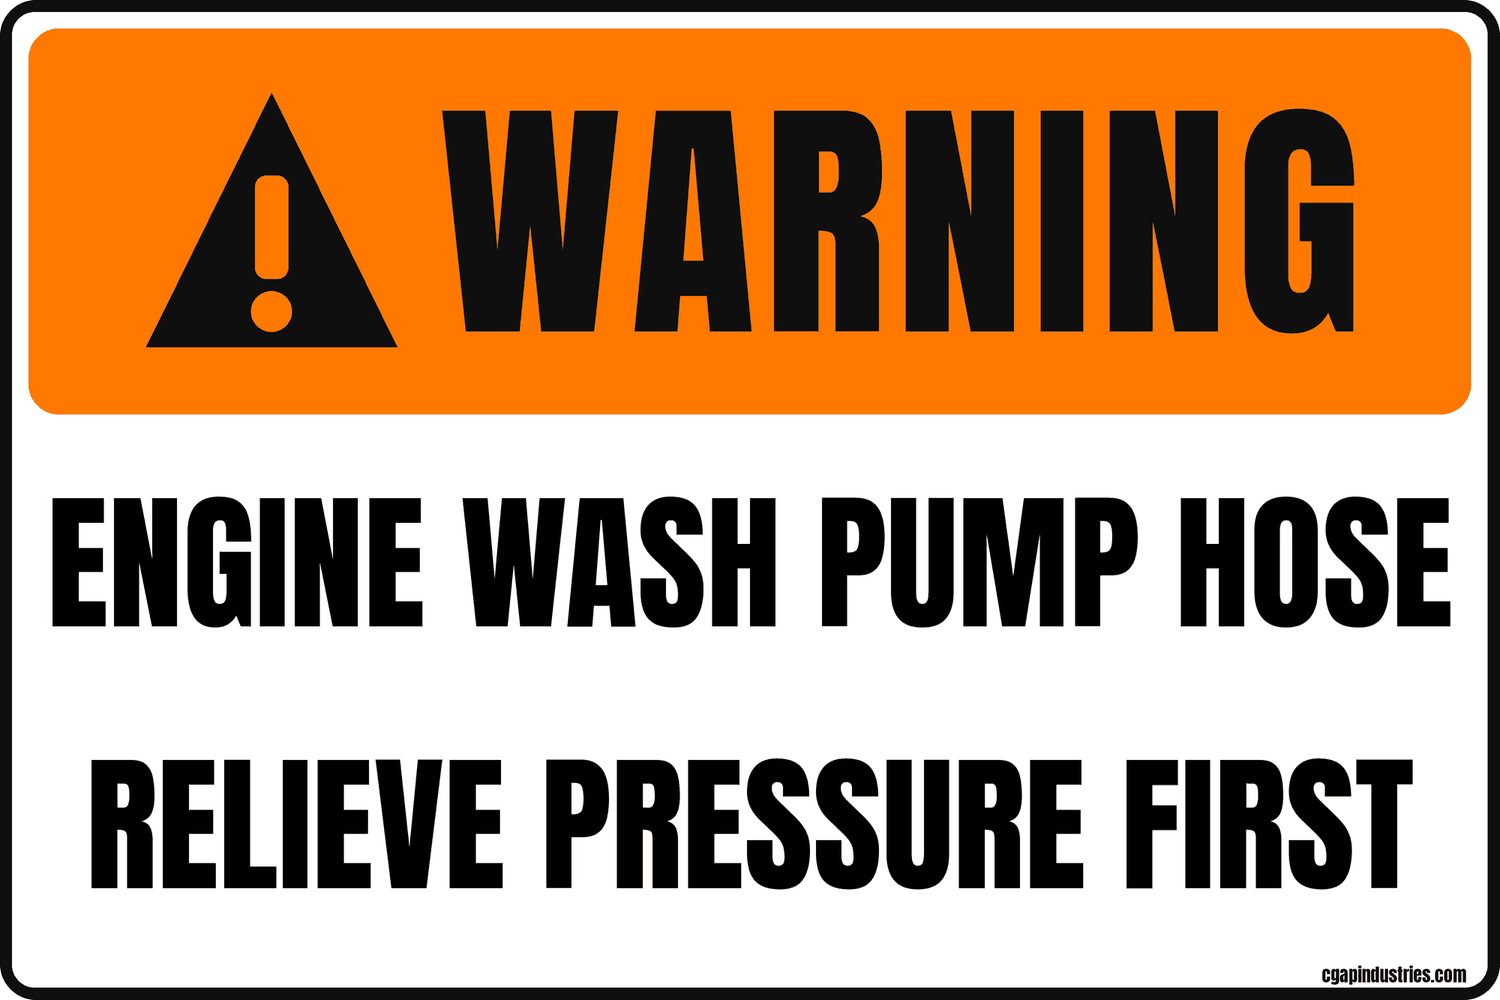 WARNING
ENGINE WASH PUMP HOSE
RELIEVE PRESSURE FIRST
cgapindustries.com